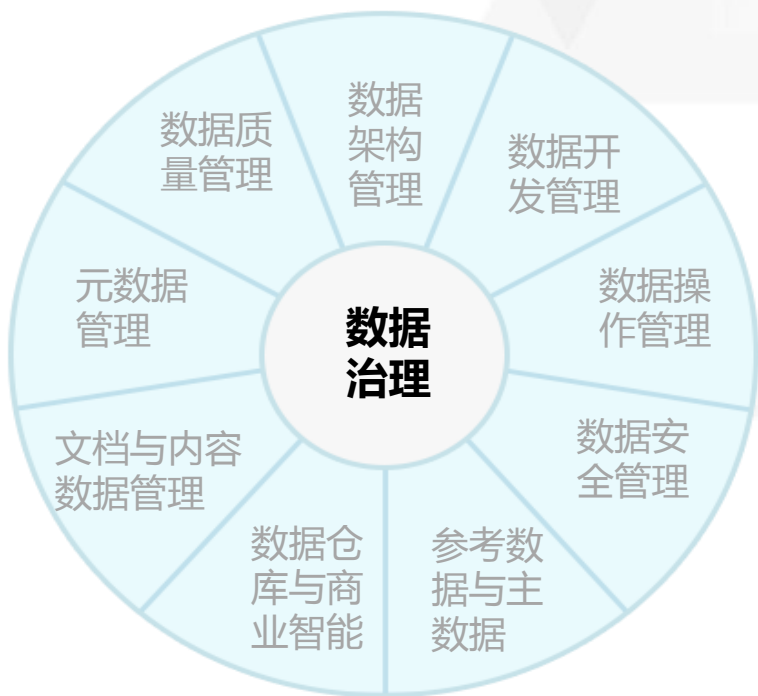 数据
架构
管理
数据开
发管理
数据操
作管理
数据安
全管理
参考数
据与主
数据
数据仓
库与商
业智能
文档与内容
数据管理
元数据
管理
数据质
量管理
数据
治理